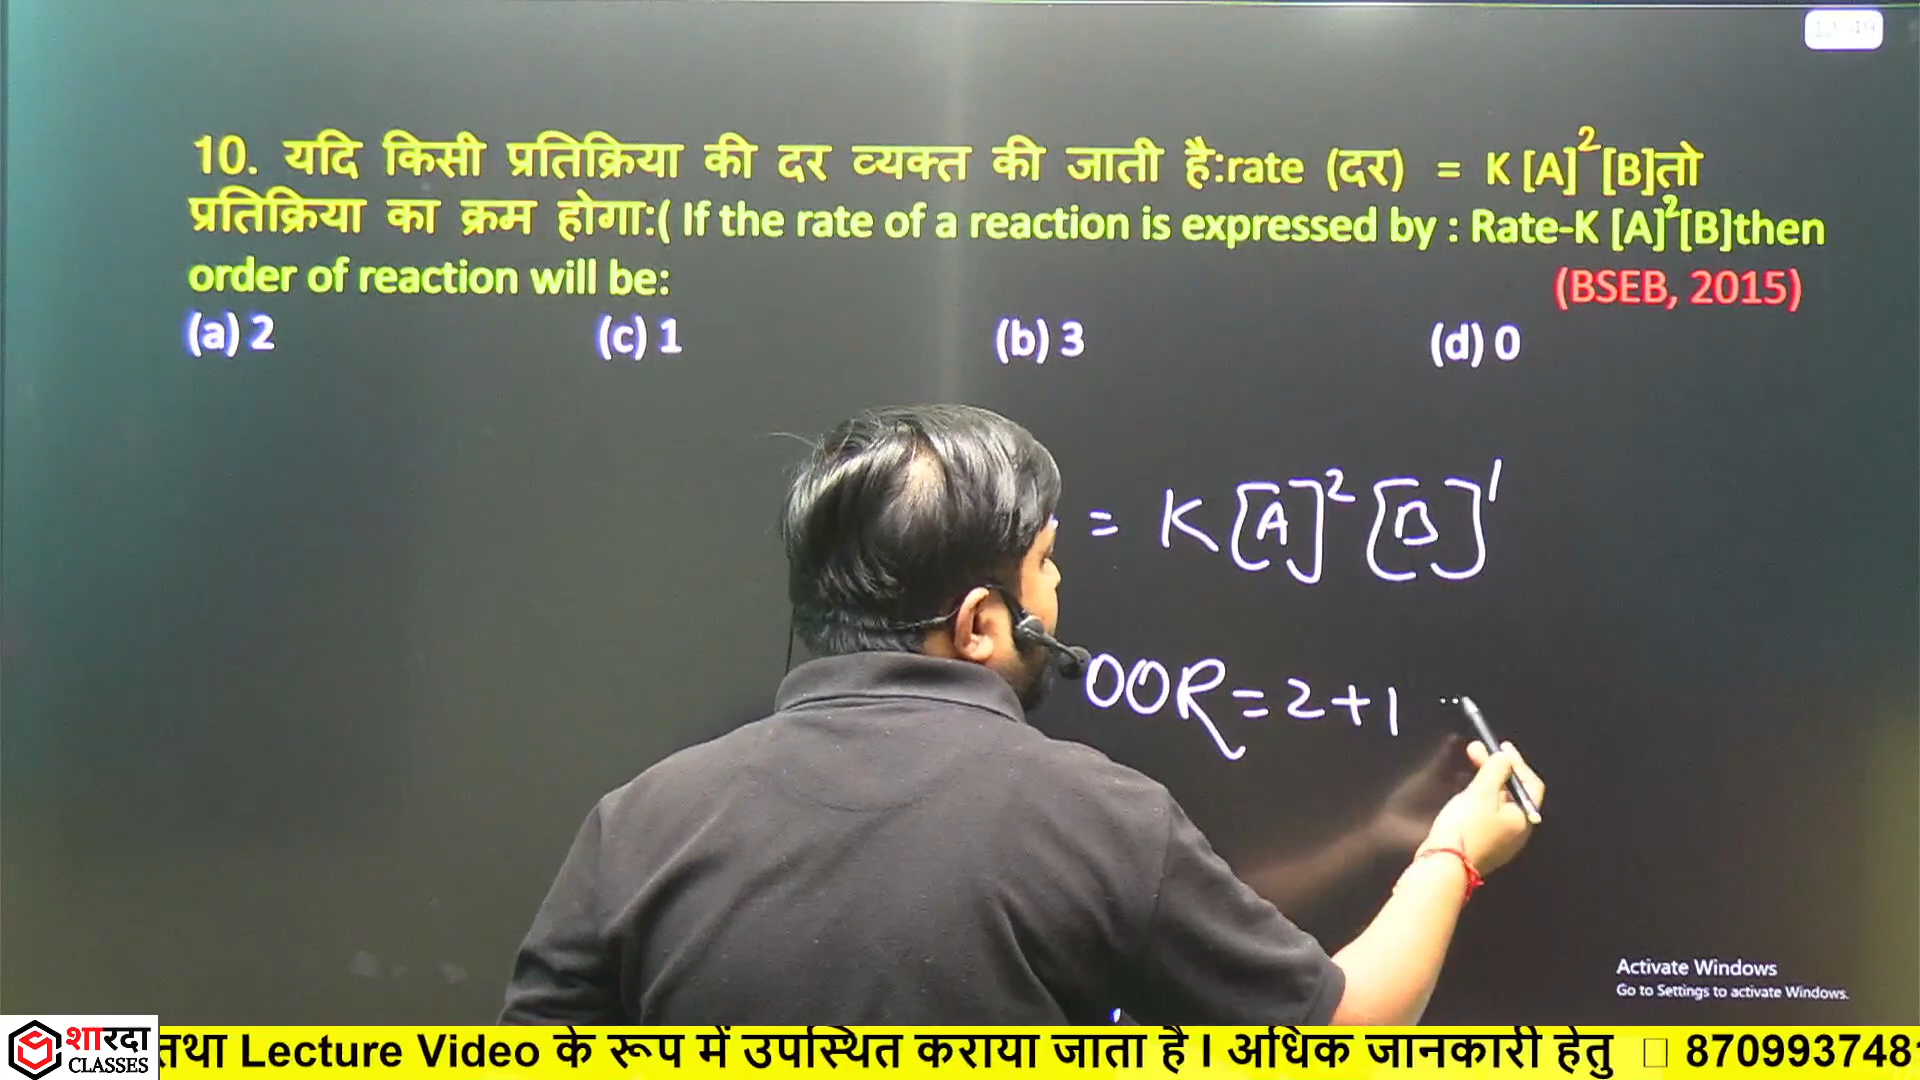 10. यदि किसी प्रतिक्रिया की दर व्यक्त की जाती है:rate (दर) = K [A]²[B]तो
प्रतिक्रिया का क्रम होगा:( If the rate of a reaction is expressed by : Rate-K [A]²[B]then
order of reaction will be:
(BSEB, 2015)
(a) 2 (c) 1 (b) 3 (d) 0
= K[A]² [B]¹
OOR = 2+1
Activate Windows
Go to Settings to activate Windows.
शारदा
CLASSES
तथा Lecture Video के रूप में उपस्थित कराया जाता है I अधिक जानकारी हेतु 870993748